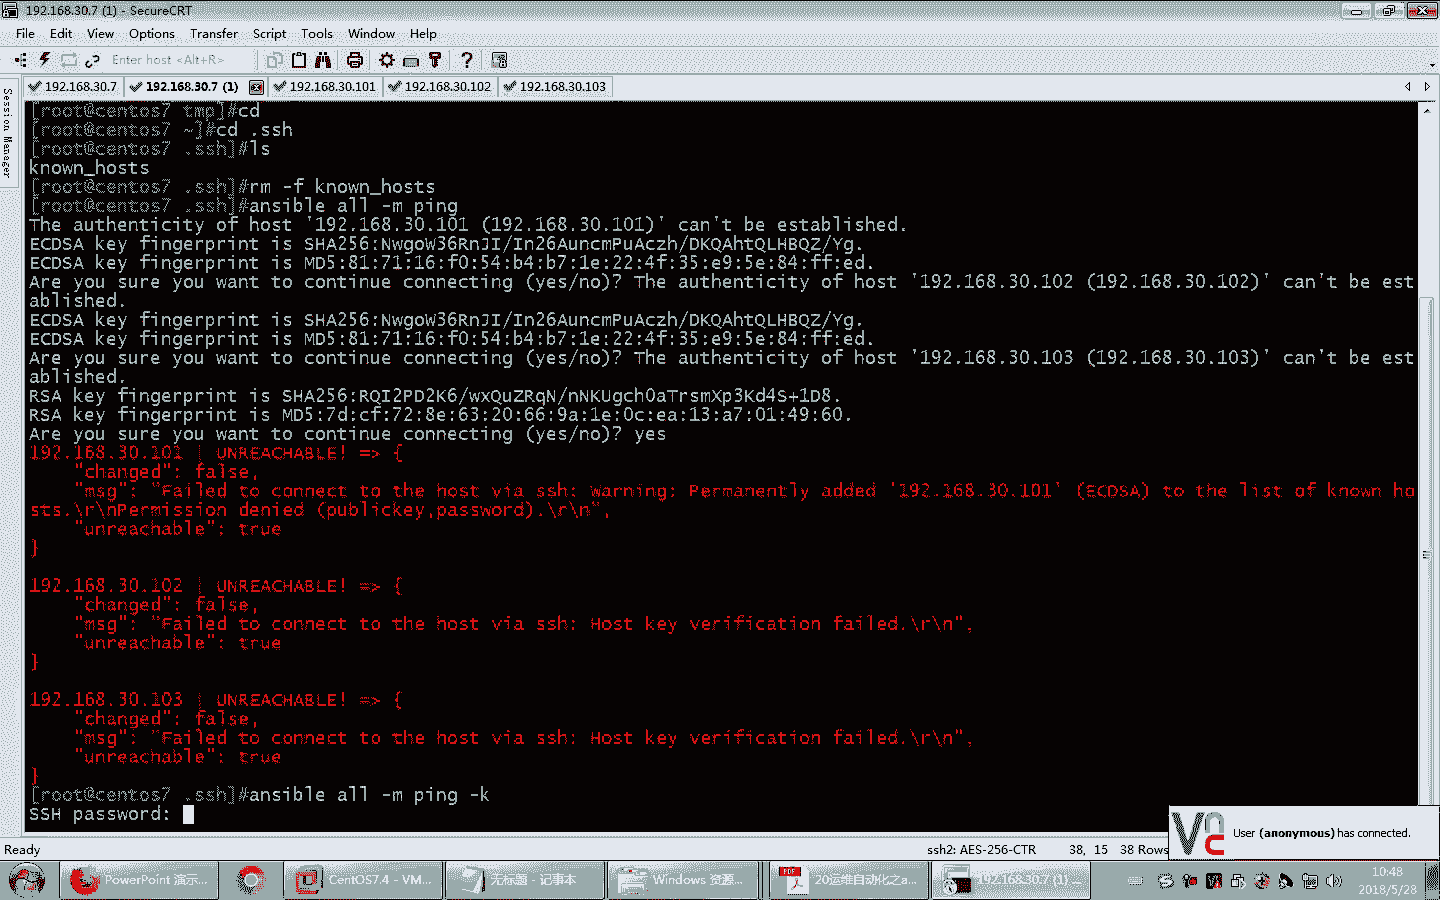 192.168.30.7 (1) - SecureCRT
File Edit View Options Transfer Script Tools Window Help
Enter host <Alt+R>
192.168.30.7 192.168.30.7 (1) 192.168.30.101 192.168.30.102 192.168.30.103
Session Manager
[root@centos7 tmp]#cd
[root@centos7 ~]#cd .ssh
[root@centos7 .ssh]#ls
known_hosts
[root@centos7 .ssh]#rm -f known_hosts
[root@centos7 .ssh]#ansible all -m ping
The authenticity of host '192.168.30.101 (192.168.30.101)' can't be established.
ECDSA key fingerprint is SHA256:NwgoW36RnJI/In26AuncmPuAczh/DKQAhtQLHBQZ/Yg.
ECDSA key fingerprint is MD5:81:71:16:f0:54:b4:b7:1e:22:4f:35:e9:5e:84:ff:ed.
Are you sure you want to continue connecting (yes/no)? The authenticity of host '192.168.30.102 (192.168.30.102)' can't be est
ablished.
ECDSA key fingerprint is SHA256:NwgoW36RnJI/In26AuncmPuAczh/DKQAhtQLHBQZ/Yg.
ECDSA key fingerprint is MD5:81:71:16:f0:54:b4:b7:1e:22:4f:35:e9:5e:84:ff:ed.
Are you sure you want to continue connecting (yes/no)? The authenticity of host '192.168.30.103 (192.168.30.103)' can't be est
ablished.
RSA key fingerprint is SHA256:RQI2PD2K6/wxQuZRqN/nNKUgch0aTrsmXp3Kd4S+1D8.
RSA key fingerprint is MD5:7d:cf:72:8e:63:20:66:9a:1e:0c:ea:13:a7:01:49:60.
Are you sure you want to continue connecting (yes/no)? yes
192.168.30.101 | UNREACHABLE! => {
    "changed": false,
    "msg": "Failed to connect to the host via ssh: Warning: Permanently added '192.168.30.101' (ECDSA) to the list of known ho
sts.\r\nPermission denied (publickey,password).\r\n",
    "unreachable": true
}
192.168.30.102 | UNREACHABLE! => {
    "changed": false,
    "msg": "Failed to connect to the host via ssh: Host key verification failed.\r\n",
    "unreachable": true
}
192.168.30.103 | UNREACHABLE! => {
    "changed": false,
    "msg": "Failed to connect to the host via ssh: Host key verification failed.\r\n",
    "unreachable": true
}
[root@centos7 .ssh]#ansible all -m ping -k
SSH password:
User (anonymous) has connected.
Ready ssh2: AES-256-CTR 38, 15 38 Rows
PowerPoint 演示... CentOS7.4 - VM... 无标题 - 记事本 Windows 资源... 20运维自动化之a... 192.168.30.7 (1) ...
10:48
2018/5/28